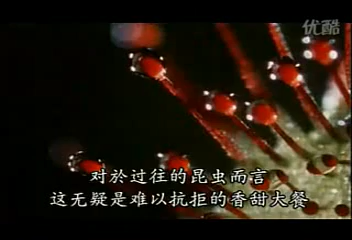 优酷
对於过往的昆虫而言
这无疑是难以抗拒的香甜大餐